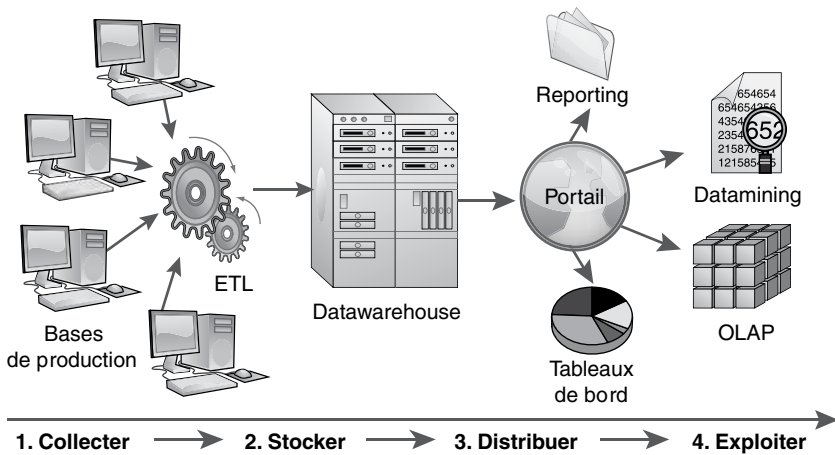 Reporting
654654
654654356
4354
652
2354
215876
121585
Portail
Datamining
ETL
Datawarehouse
Bases
de production
OLAP
Tableaux
de bord
1. Collecter
2. Stocker
3. Distribuer
4. Exploiter